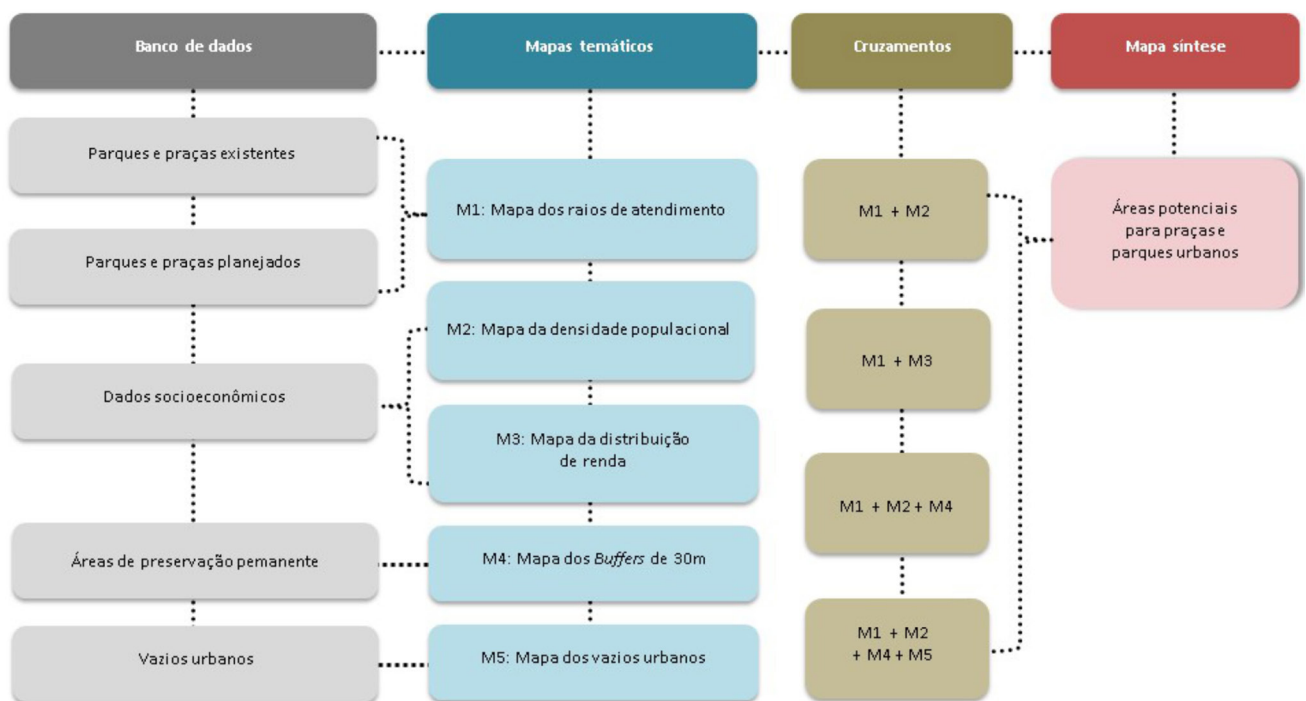 Banco de dados
Mapas temáticos
Cruzamentos
Mapa síntese
Parques e praças existentes
Parques e praças planejados
Dados socioeconômicos
Áreas de preservação pemanente
Vazios urbanos
M1: Mapa dos raios de atendimento
M2: Mapa da densidade populacional
M3: Mapa da distribuição
de renda
M4: Mapa dos Buffers de 30m
M5: Mapa dos vazios urbanos
M1 + M2
M1 + M3
M1 + M2 + M4
M1 + M2
+ M4 + M5
Áreas potenciais
para praças e
parques urbanos